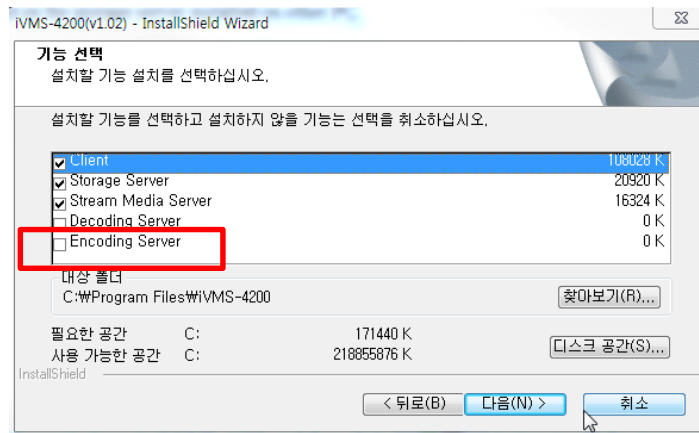 iVMS-4200(v1.02) - InstallShield Wizard
기능 선택
설치할 기능 설치를 선택하십시오.
설치할 기능를 선택하고 설치하지 않을 기능는 선택을 취소하십시오.
Client 108028 K
Storage Server 20920 K
Stream Media Server 16324 K
Decoding Server 0 K
Encoding Server 0 K
대상 폴더
C:₩Program Files₩iVMS-4200 찾아보기(R)...
필요한 공간 C: 171440 K
사용 가능한 공간 C: 218855876 K 디스크 공간(S)...
InstallShield
< 뒤로(B) 다음(N) > 취소